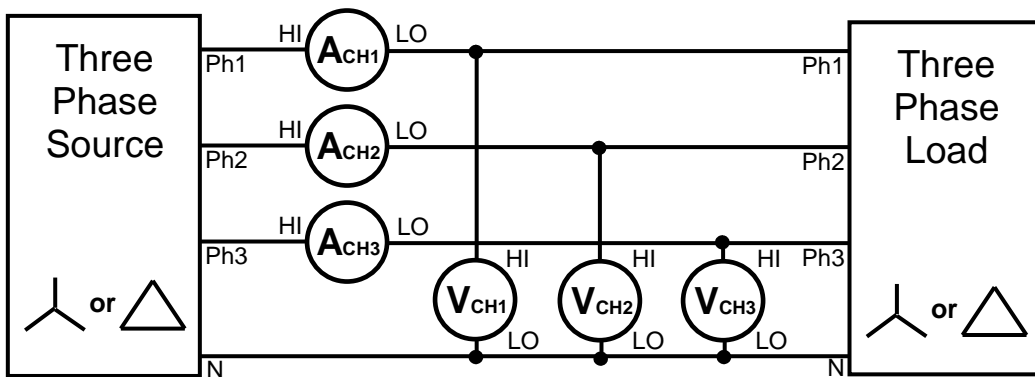 Three
Phase
Source
or
HI
ACH1
LO
Ph1
Ph1
HI
ACH2
LO
Ph2
Ph2
HI
ACH3
LO
Ph3
Ph3
HI
HI
HI
VCH1
VCH2
VCH3
LO
LO
LO
N
N
Three
Phase
Load
or